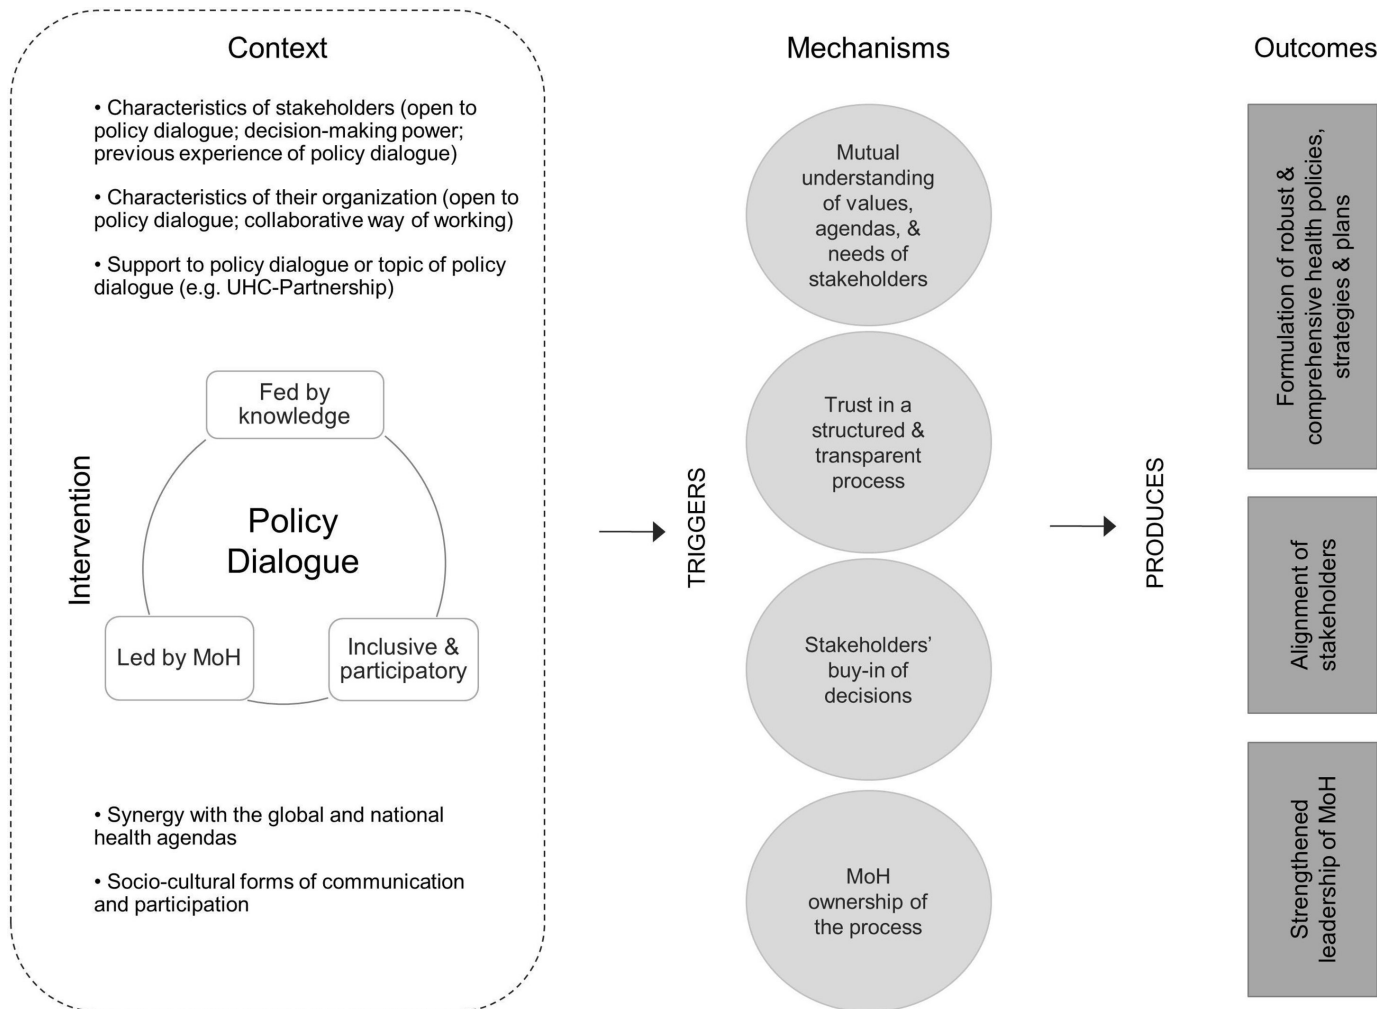 Context
• Characteristics of stakeholders (open to
policy dialogue; decision-making power;
previous experience of policy dialogue)
• Characteristics of their organization (open to
policy dialogue; collaborative way of working)
• Support to policy dialogue or topic of policy
dialogue (e.g. UHC-Partnership)
Intervention
Fed by
knowledge
Policy
Dialogue
Led by MoH
Inclusive &
participatory
• Synergy with the global and national
health agendas
• Socio-cultural forms of communication
and participation
TRIGGERS
Mechanisms
Mutual
understanding
of values,
agendas, &
needs of
stakeholders
Trust in a
structured &
transparent
process
Stakeholders’
buy-in of
decisions
MoH
ownership of
the process
PRODUCES
Outcomes
Formulation of robust &
comprehensive health policies,
strategies & plans
Alignment of
stakeholders
Strengthened
leadership of MoH